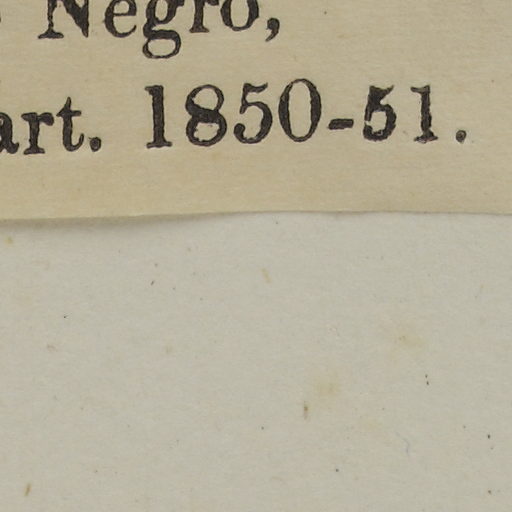 Negro,
art. 1850-51.